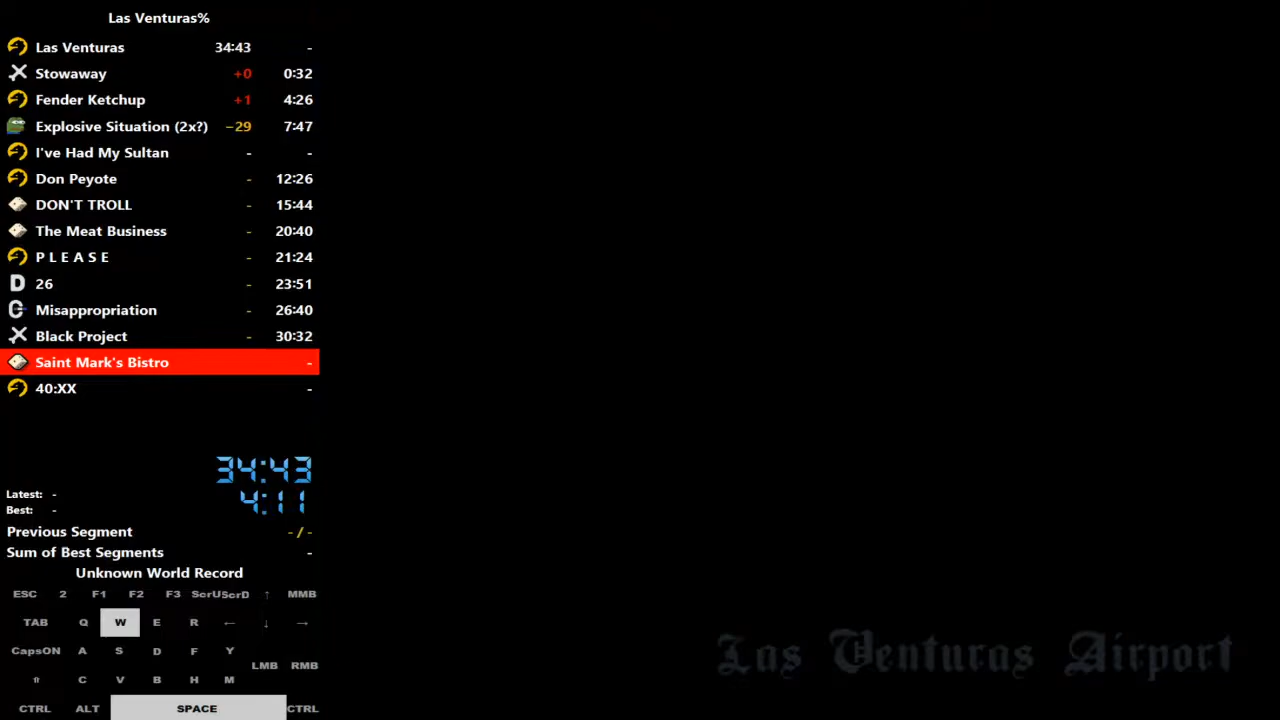 Las Venturas%
Las Venturas 34:43 -
Stowaway +0 0:32
Fender Ketchup +1 4:26
Explosive Situation (2x?) -29 7:47
I've Had My Sultan - -
Don Peyote - 12:26
DON'T TROLL - 15:44
The Meat Business - 20:40
P L E A S E - 21:24
D 26 - 23:51
Misappropriation - 26:40
Black Project - 30:32
Saint Mark's Bistro -
40:XX -
34:43
Latest: - 4:11
Best: -
Previous Segment -/-
Sum of Best Segments -
Unknown World Record
ESC 2 F1 F2 F3 ScrU ScrD ↑ MMB
TAB Q W E R ← ↓ →
CapsON A S D F Y
LMB RMB
⇧ C V B H M
CTRL ALT SPACE CTRL
Las Venturas Airport